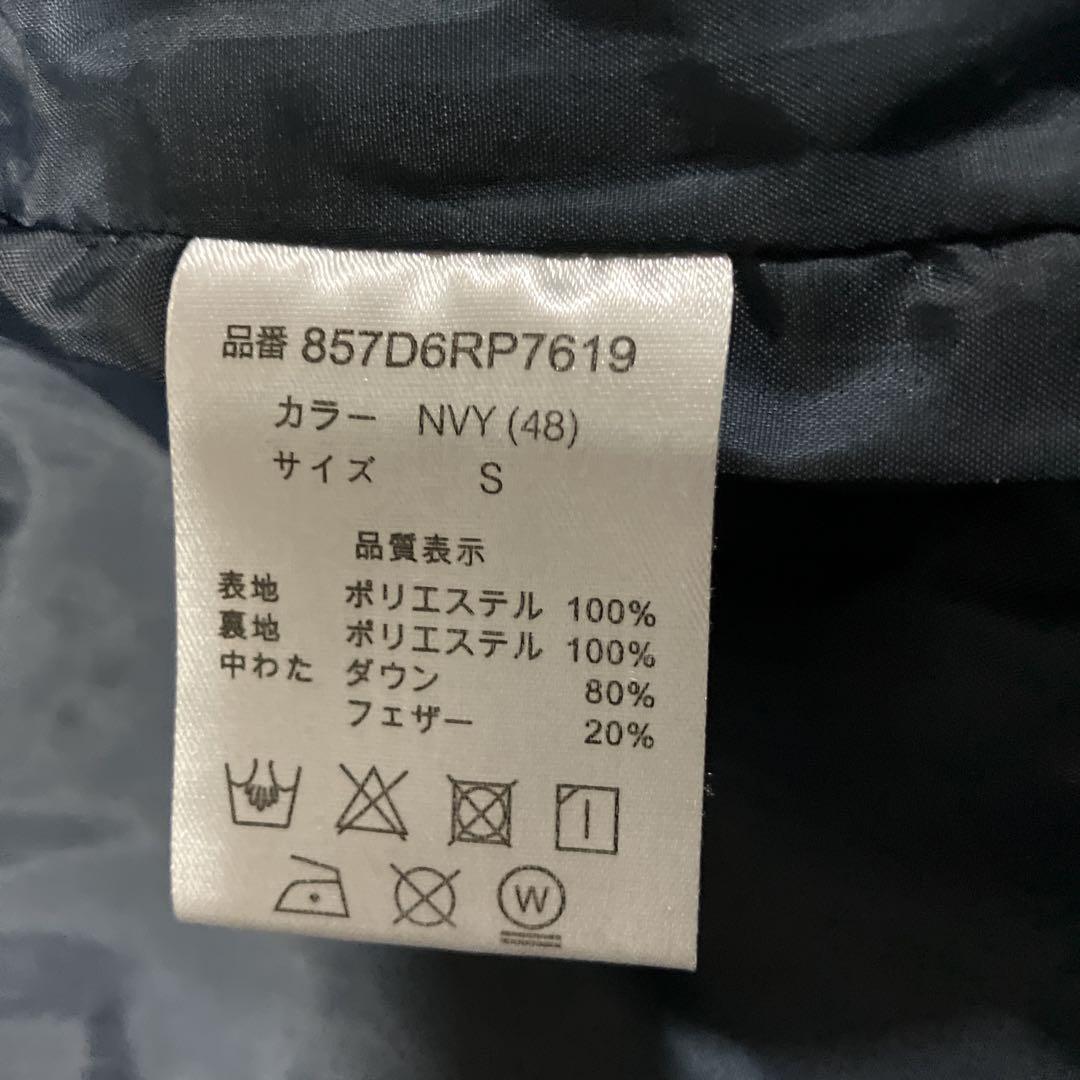 品番 857D6RP7619
カラー NVY (48)
サイズ S
品質表示
表地 ポリエステル 100%
裏地 ポリエステル 100%
中わた ダウン 80%
フェザー 20%
W